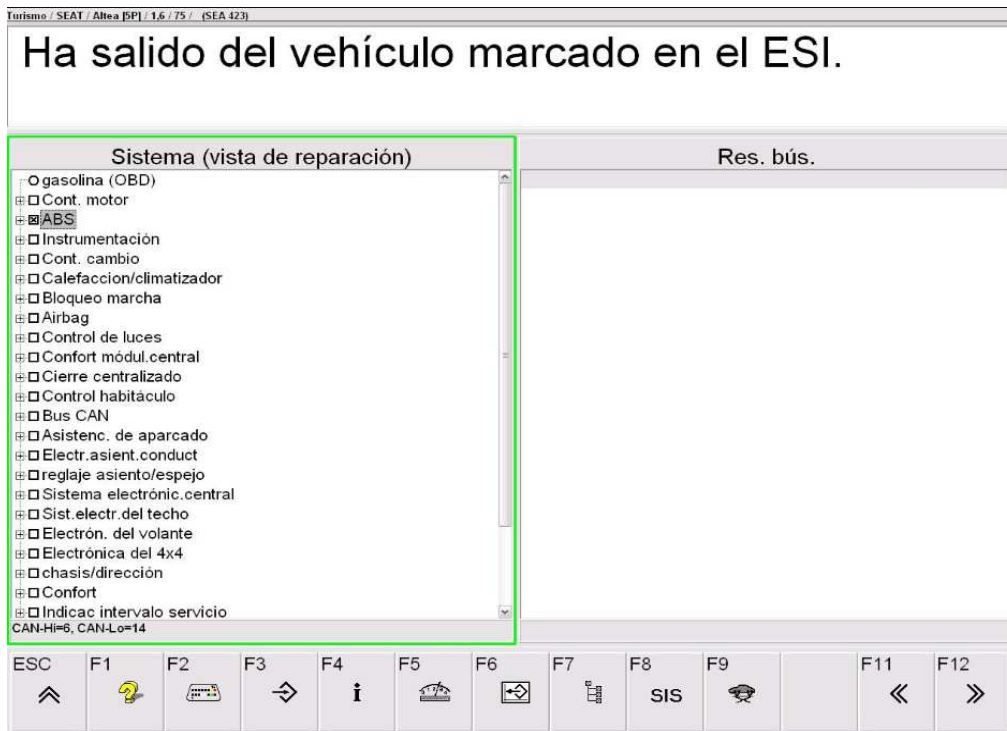 Turismo / SEAT / Altea [5P] / 1,6 / 75 / (SEA 423)
Ha salido del vehículo marcado en el ESI.
Sistema (vista de reparación)
gasolina (OBD)
Cont. motor
ABS
Instrumentación
Cont. cambio
Calefaccion/climatizador
Bloqueo marcha
Airbag
Control de luces
Confort módul.central
Cierre centralizado
Control habitáculo
Bus CAN
Asistenc. de aparcado
Electr.asient.conduct
reglaje asiento/espejo
Sistema electrónic.central
Sist.electr.del techo
Electrón. del volante
Electrónica del 4x4
chasis/dirección
Confort
Indicac intervalo servicio
CAN-Hi=6, CAN-Lo=14
Res. bús.
ESC F1 F2 F3 F4 F5 F6 F7 F8 F9 F11 F12
i SIS